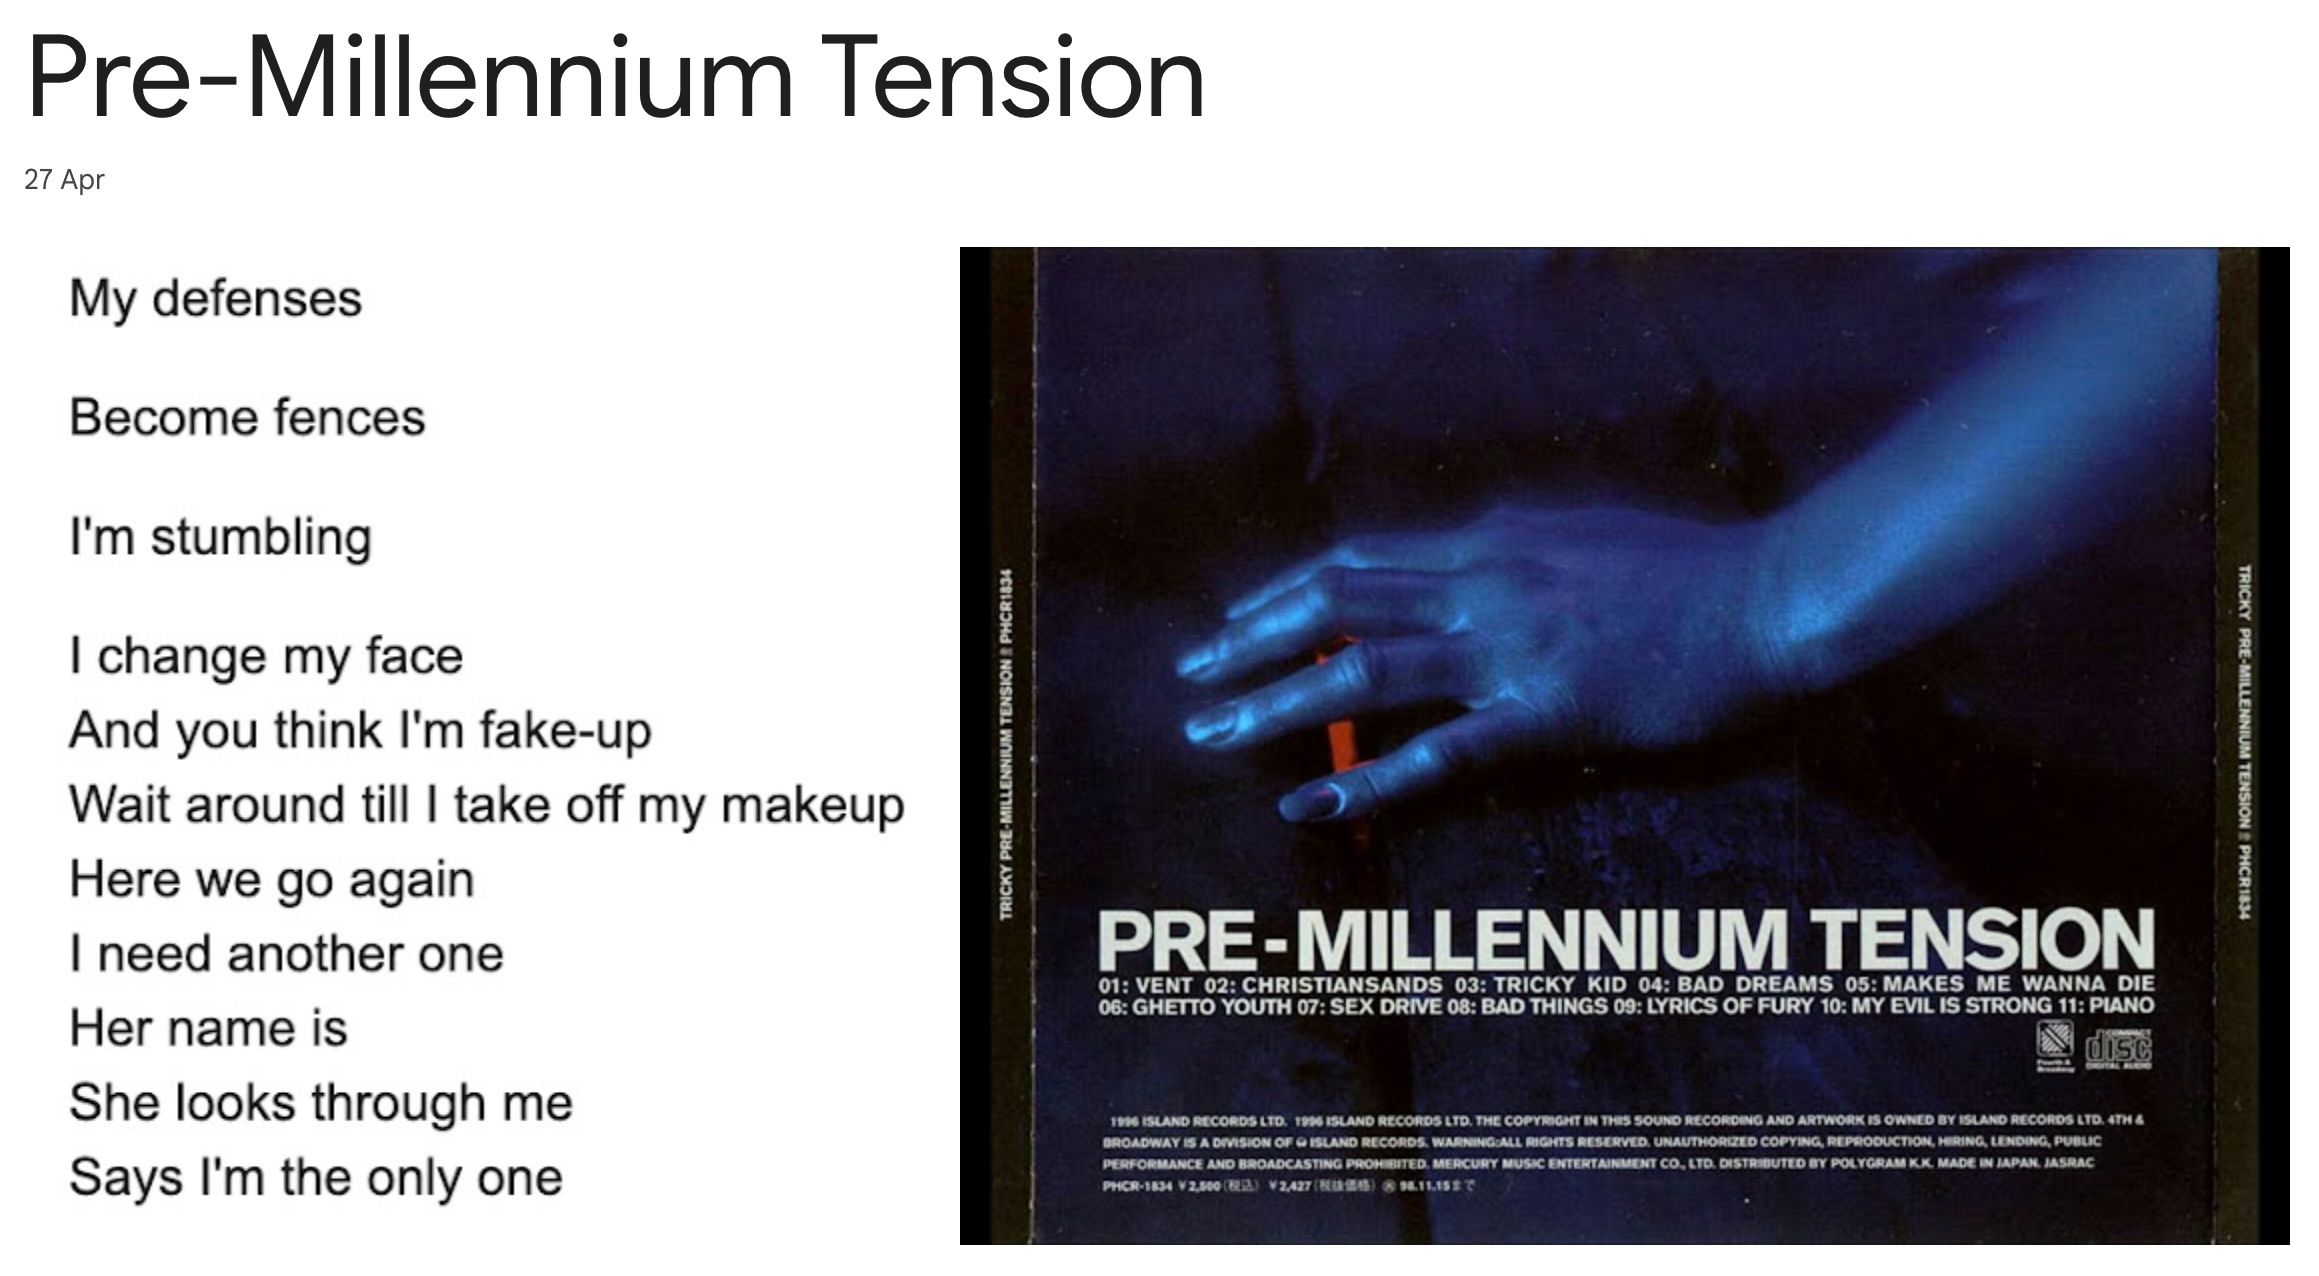 Pre-Millennium Tension
27 Apr
My defenses
Become fences
I'm stumbling
I change my face
And you think I'm fake-up
Wait around till I take off my makeup
Here we go again
I need another one
Her name is
She looks through me
Says I'm the only one
TRICKY PRE-MILLENNIUM TENSION PHCR1834
PRE-MILLENNIUM TENSION
01: VENT 02: CHRISTIANSANDS 03: TRICKY KID 04: BAD DREAMS 05: MAKES ME WANNA DIE
06: GHETTO YOUTH 07: SEX DRIVE 08: BAD THINGS 09: LYRICS OF FURY 10: MY EVIL IS STRONG 11: PIANO
Fourth & Broadway
COMPACT
disc
DIGITAL AUDIO
1996 ISLAND RECORDS LTD. 1996 ISLAND RECORDS LTD. THE COPYRIGHT IN THIS SOUND RECORDING AND ARTWORK IS OWNED BY ISLAND RECORDS LTD. 4TH &
BROADWAY IS A DIVISION OF ISLAND RECORDS. WARNING:ALL RIGHTS RESERVED. UNAUTHORIZED COPYING, REPRODUCTION, HIRING, LENDING, PUBLIC
PERFORMANCE AND BROADCASTING PROHIBITED. MERCURY MUSIC ENTERTAINMENT CO., LTD. DISTRIBUTED BY POLYGRAM K.K. MADE IN JAPAN. JASRAC
PHCR-1834 ￥2,500(税込) ￥2,427(税抜価格) 98.11.15まで
TRICKY PRE-MILLENNIUM TENSION PHCR1834